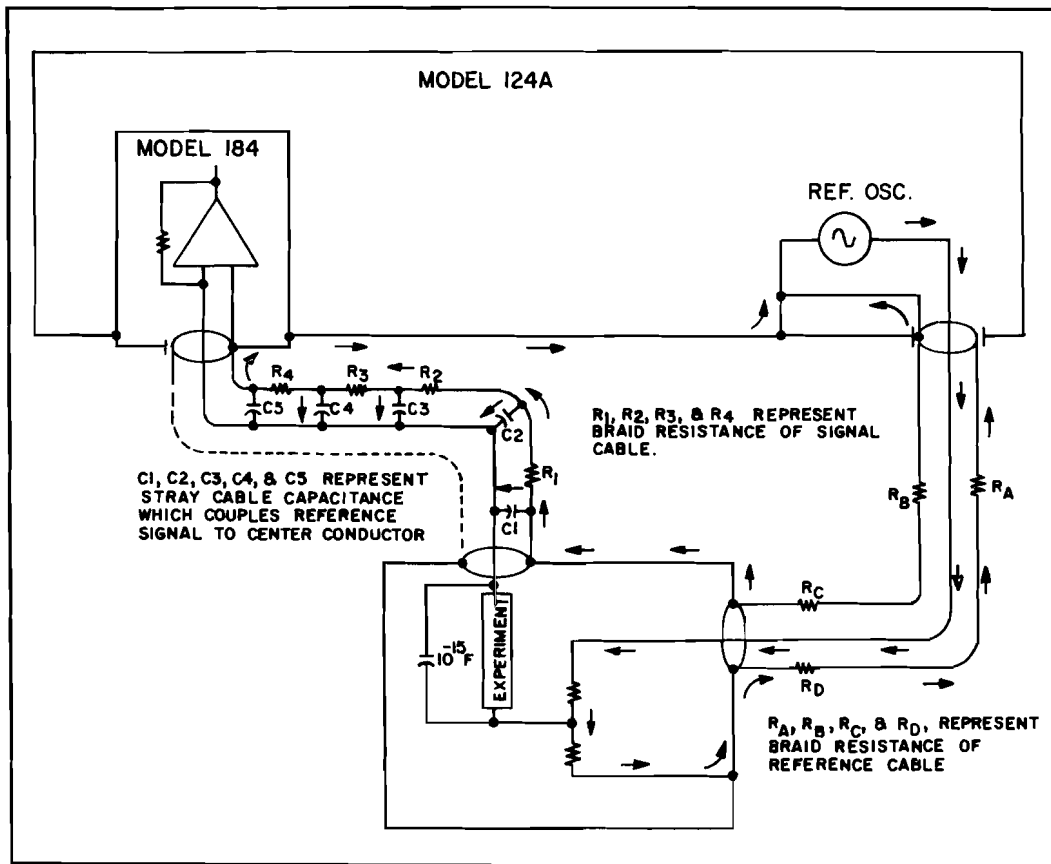 MODEL 124A
MODEL 184
REF. OSC.
R4
R3
R2
C5
C4
C3
C2
R1, R2, R3, & R4 REPRESENT
BRAID RESISTANCE OF SIGNAL
CABLE.
C1, C2, C3, C4, & C5 REPRESENT
STRAY CABLE CAPACITANCE
WHICH COUPLES REFERENCE
SIGNAL TO CENTER CONDUCTOR
R1
C1
RB
RA
RC
RD
10^-15 F
EXPERIMENT
RA, RB, RC, & RD, REPRESENT
BRAID RESISTANCE OF
REFERENCE CABLE